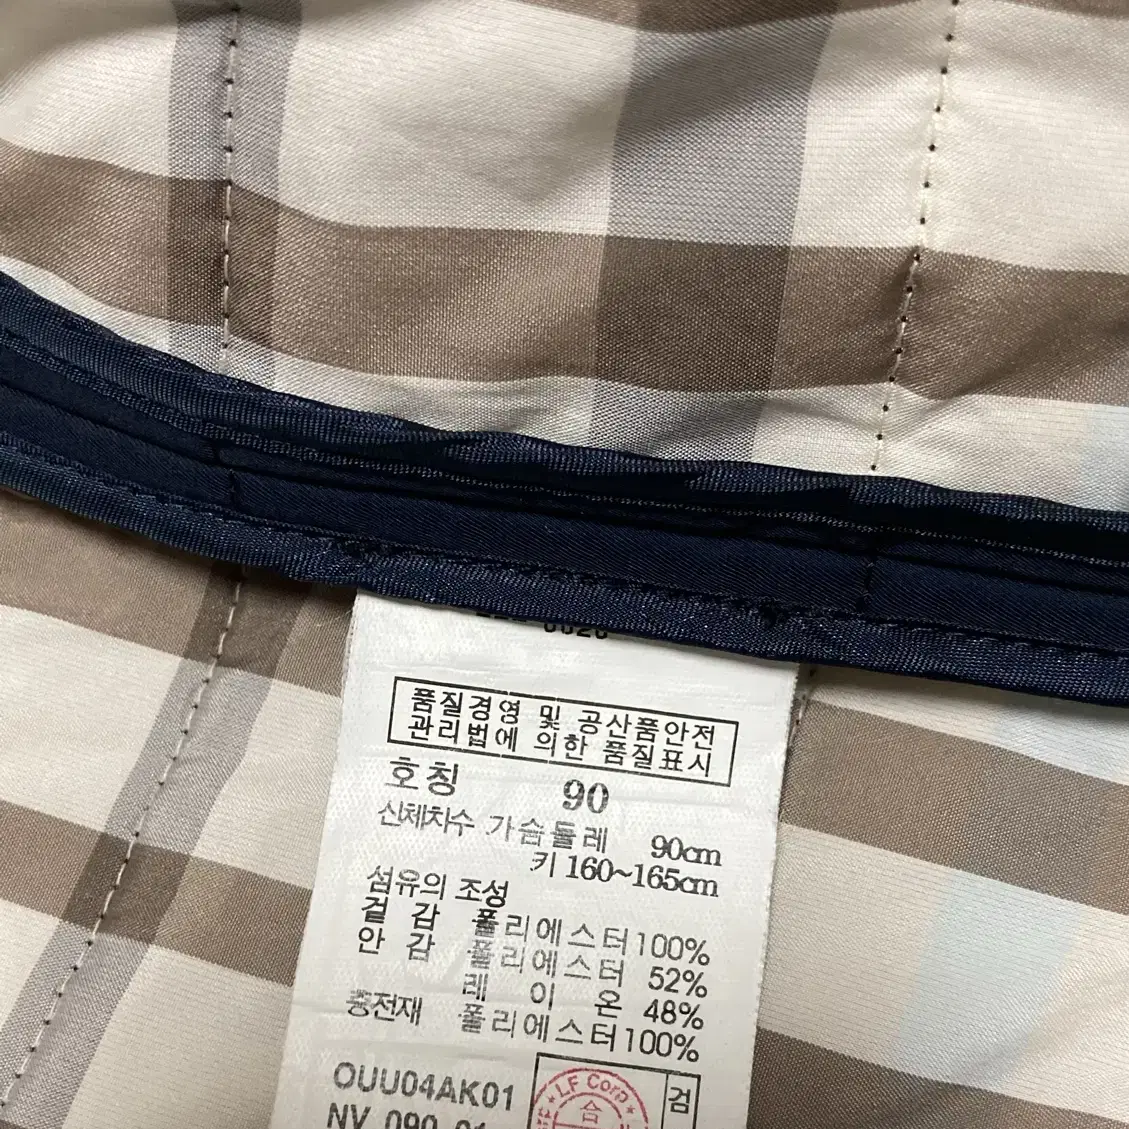 품질경영 및 공산품안전
관리법에 의한 품질표시
호칭 90
신체차수 가슴둘레 90cm
키 160~165cm
섬유의 조성
겉감 폴리에스터100%
안감 폴리에스터 52%
레이온 48%
충전재 폴리에스터100%
OUU04AK01
LF Corp
合
검
NV 090